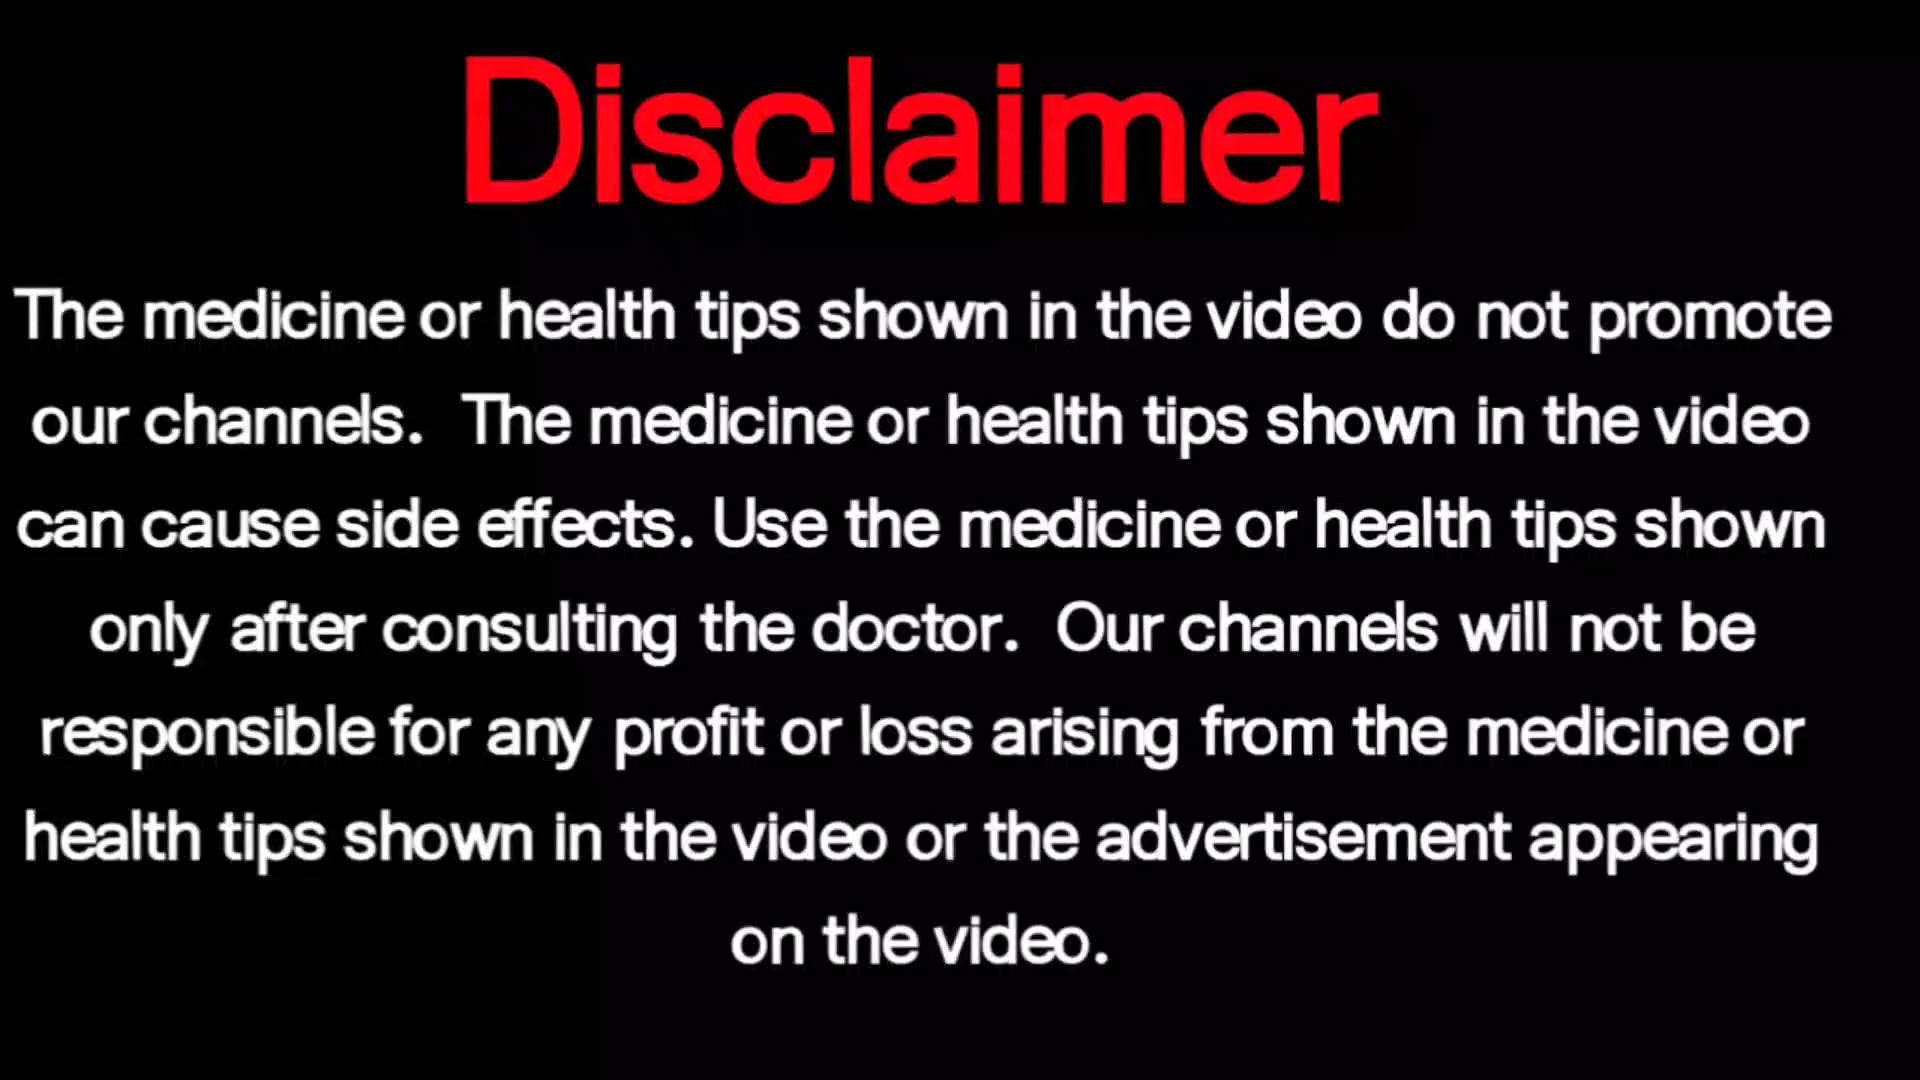 Disclaimer
The medicine or health tips shown in the video do not promote
our channels. The medicine or health tips shown in the video
can cause side effects. Use the medicine or health tips shown
only after consulting the doctor. Our channels will not be
responsible for any profit or loss arising from the medicine or
health tips shown in the video or the advertisement appearing
on the video.